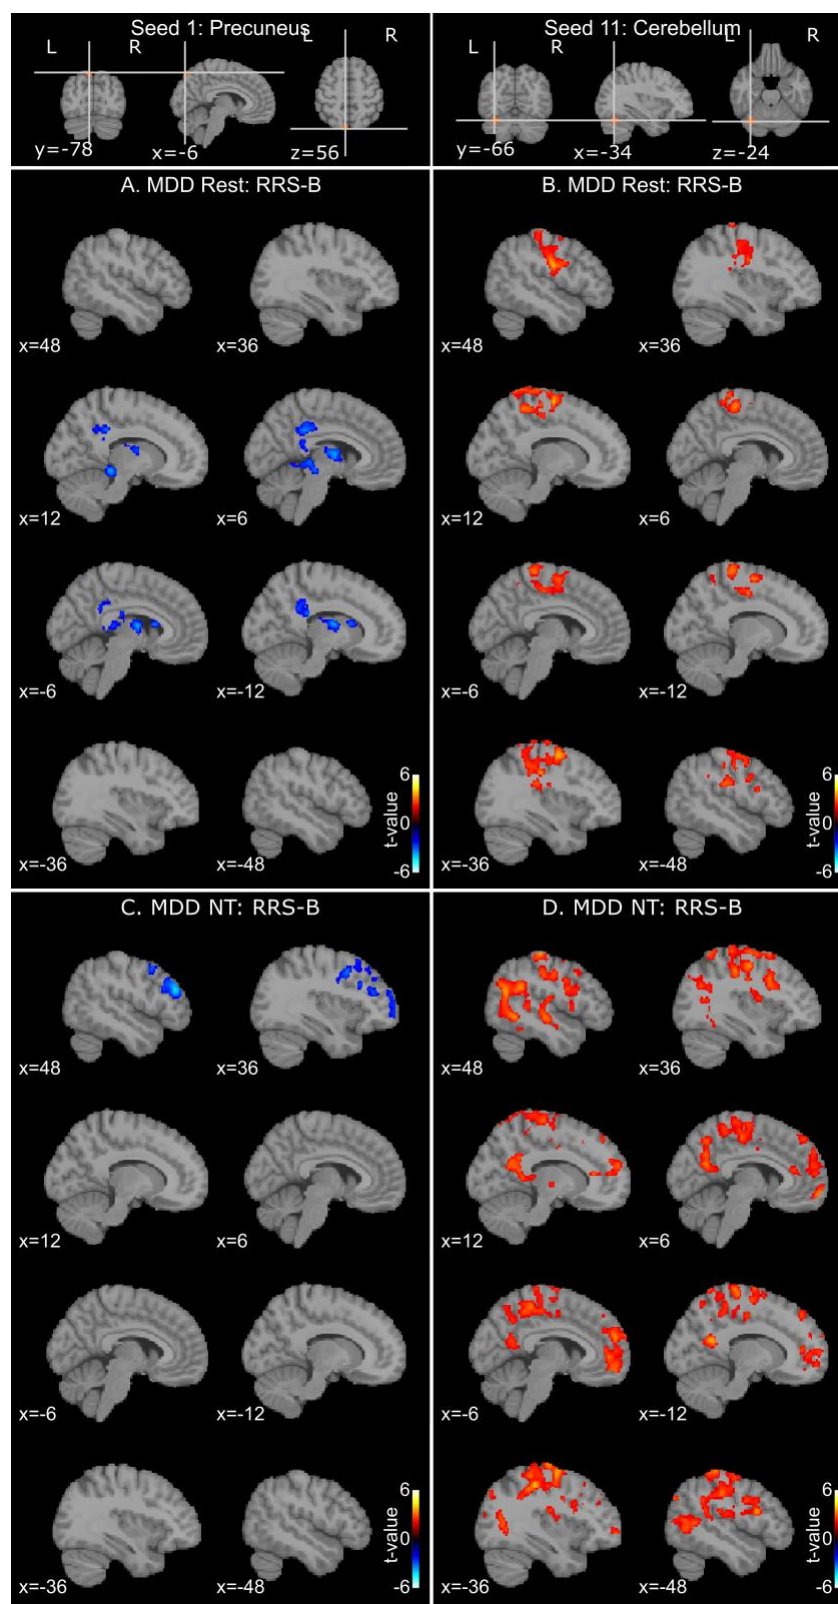 Seed 1: Precuneus
L R L R
y=-78 x=-6 z=56
Seed 11: Cerebellum
L R L R
y=-66 x=-34 z=-24
A. MDD Rest: RRS-B
x=48 x=36
x=12 x=6
x=-6 x=-12
x=-36 x=-48
t-value
6
0
-6
B. MDD Rest: RRS-B
x=48 x=36
x=12 x=6
x=-6 x=-12
x=-36 x=-48
t-value
6
0
-6
C. MDD NT: RRS-B
x=48 x=36
x=12 x=6
x=-6 x=-12
x=-36 x=-48
t-value
6
0
-6
D. MDD NT: RRS-B
x=48 x=36
x=12 x=6
x=-6 x=-12
x=-36 x=-48
t-value
6
0
-6